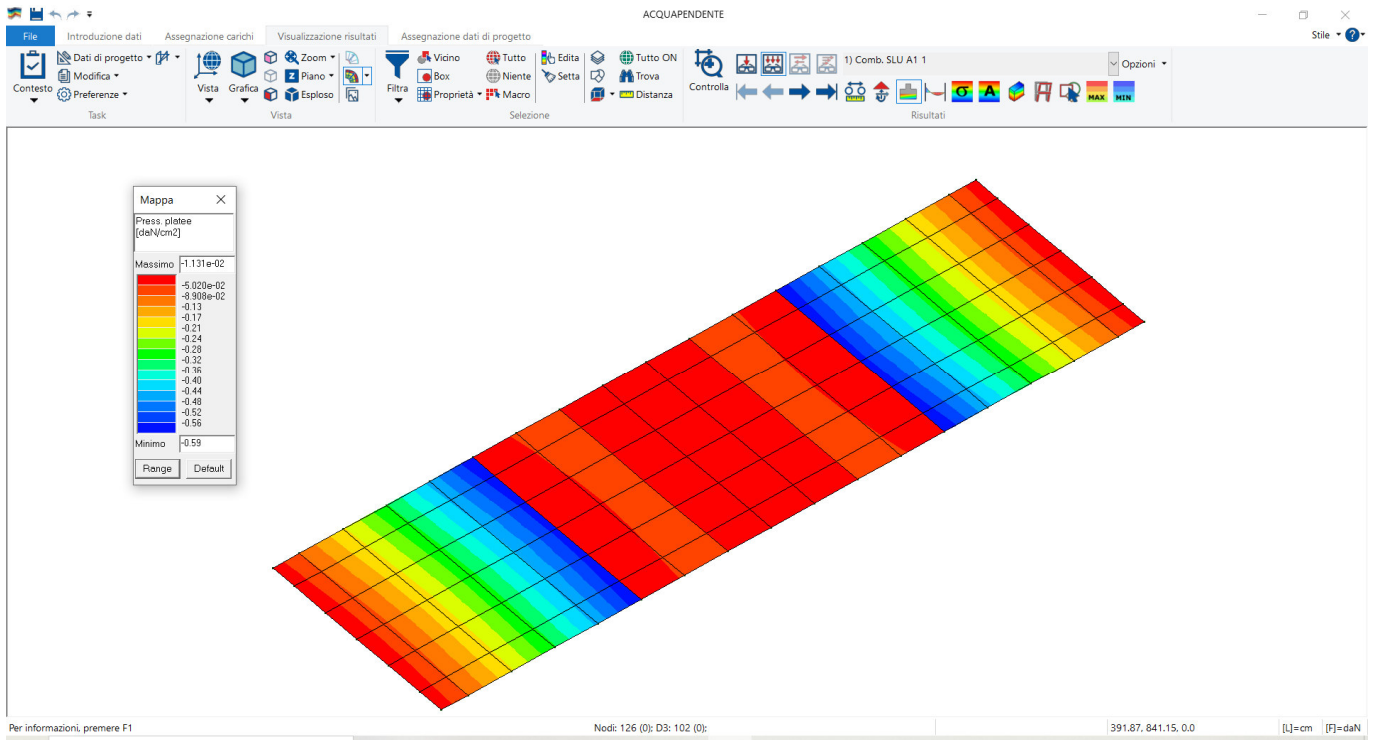 ACQUAPENDENTE
File Introduzione dati Assegnazione carichi Visualizzazione risultati Assegnazione dati di progetto Stile
Contesto
Dati di progetto
Modifica
Preferenze
Task
Vista
Grafica
Zoom
Piano
Esploso
Vista
Filtra
Vicino
Box
Proprietà
Tutto
Niente
Macro
Edita
Setta
Tutto ON
Trova
Distanza
Selezione
Controlla
1) Comb. SLU A1 1
Opzioni
σ A MAX MIN
Risultati
Mappa
Press. platee
[daN/cm2]
Massimo -1.131e-02
-5.020e-02
-8.908e-02
-0.13
-0.17
-0.21
-0.24
-0.28
-0.32
-0.36
-0.40
-0.44
-0.48
-0.52
-0.56
Minimo -0.59
Range Default
Per informazioni, premere F1 Nodi: 126 (0); D3: 102 (0); 391.87, 841.15, 0.0 [L]=cm [F]=daN